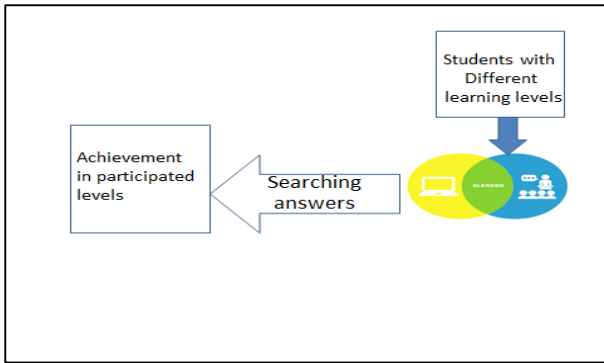 Students with
Different
learning levels
Achievement
in participated
levels
Searching
answers
BLENDED